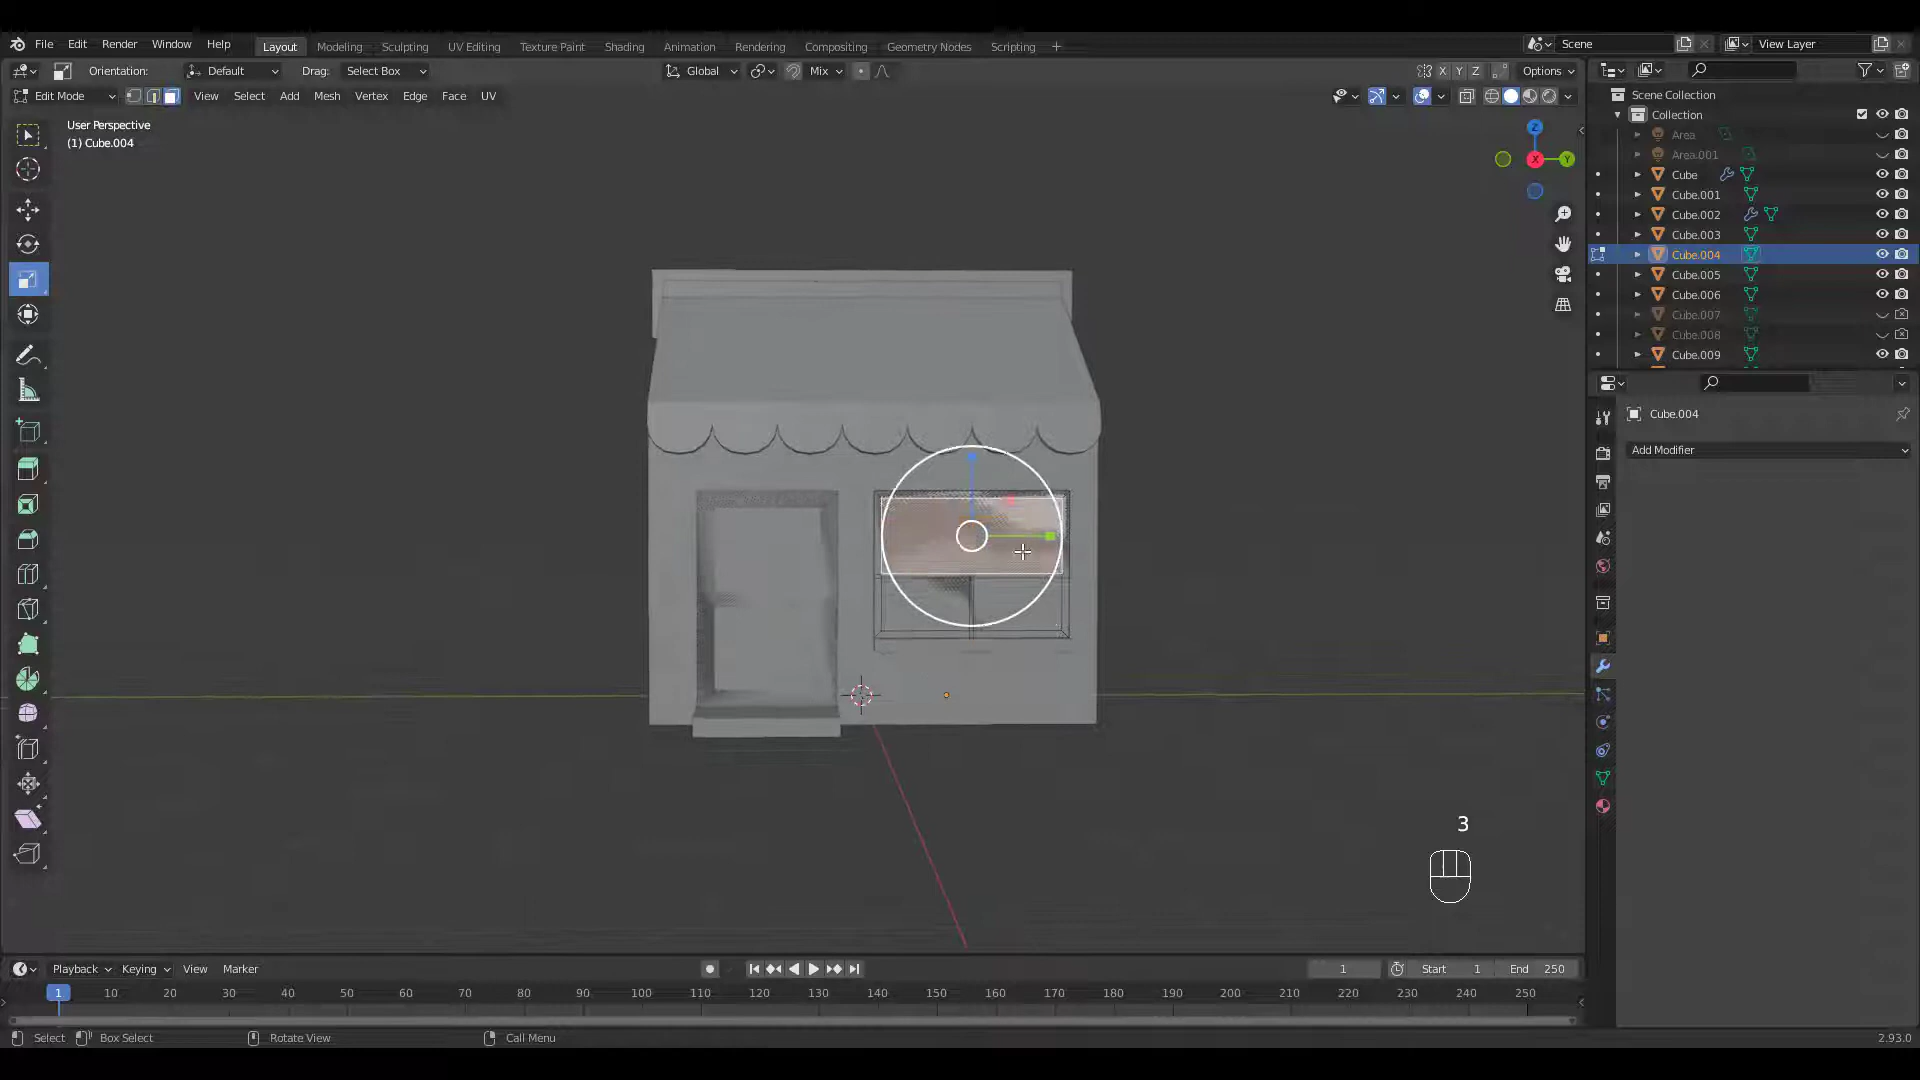 File Edit Render Window Help Layout Modeling Sculpting UV Editing Texture Paint Shading Animation Rendering Compositing Geometry Nodes Scripting + Scene View Layer
Orientation: Default Drag: Select Box Global Mix X Y Z Options
Edit Mode View Select Add Mesh Vertex Edge Face UV
Scene Collection
Collection
Area
Area.001
Cube
Cube.001
Cube.002
Cube.003
Cube.004
Cube.005
Cube.006
Cube.007
Cube.008
Cube.009
User Perspective
(1) Cube.004
Z
X
Y
Cube.004
Add Modifier
3
Playback Keying View Marker 1 Start 1 End 250
1 10 20 30 40 50 60 70 80 90 100 110 120 130 140 150 160 170 180 190 200 210 220 230 240 250
Select Box Select Rotate View Call Menu 2.93.0